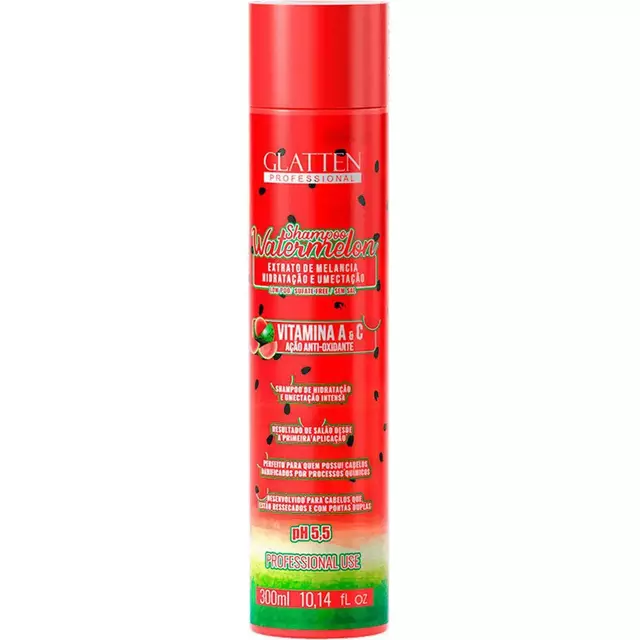 GLATTEN
PROFESSIONAL
Shampoo
Watermelon
EXTRATO DE MELANCIA
HIDRATAÇÃO E UMECTAÇÃO
LOW POO / SUFATE FREE / SEM SAL
VITAMINA A & C
AÇÃO ANTI-OXIDANTE
SHAMPOO DE HIDRATAÇÃO
E UMECTAÇÃO INTENSA
RESULTADO DE SALÃO DESDE
A PRIMEIRA APLICAÇÃO
PERFEITO PARA QUEM POSSUI CABELOS
DANIFICADOS POR PROCESSOS QUÍMICOS
DESENVOLVIDO PARA CABELOS QUE
ESTÃO RESSECADOS E COM PONTAS DUPLAS
pH 5,5
PROFESSIONAL USE
300ml 10,14 fL oz